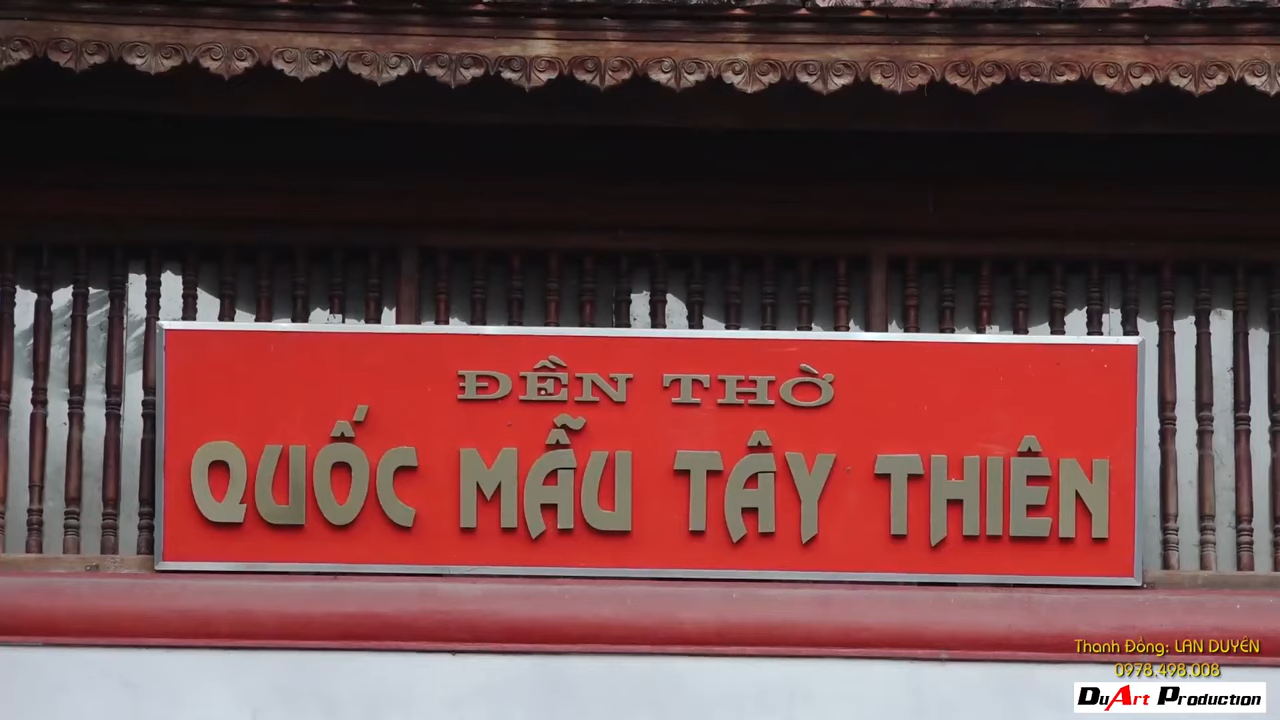 ĐỀN THỜ
QUỐC MẪU TÂY THIÊN
Thanh Đồng: LAN DUYÊN
0978.498.008
DuArt Production